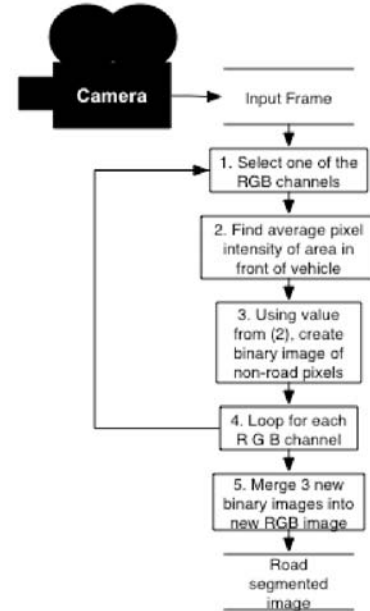 Camera
Input Frame
1. Select one of the
RGB channels
2. Find average pixel
intensity of area in
front of vehicle
3. Using value
from (2), create
binary image of
non-road pixels
4. Loop for each
R G B channel
5. Merge 3 new
binary images into
new RGB image
Road
segmented
image